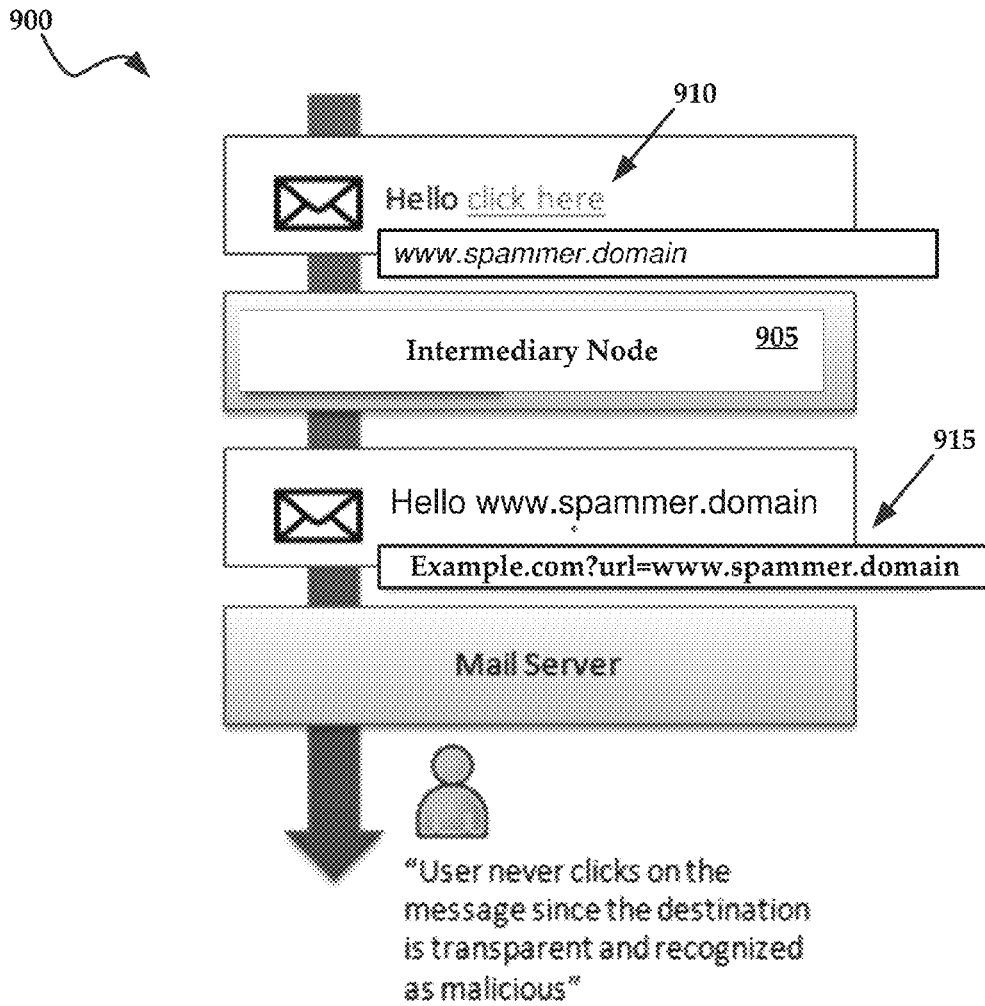 900
910
Hello click here
www.spammer.domain
Intermediary Node 905
915
Hello www.spammer.domain
Example.com?url=www.spammer.domain
Mail Server
“User never clicks on the
message since the destination
is transparent and recognized
as malicious”